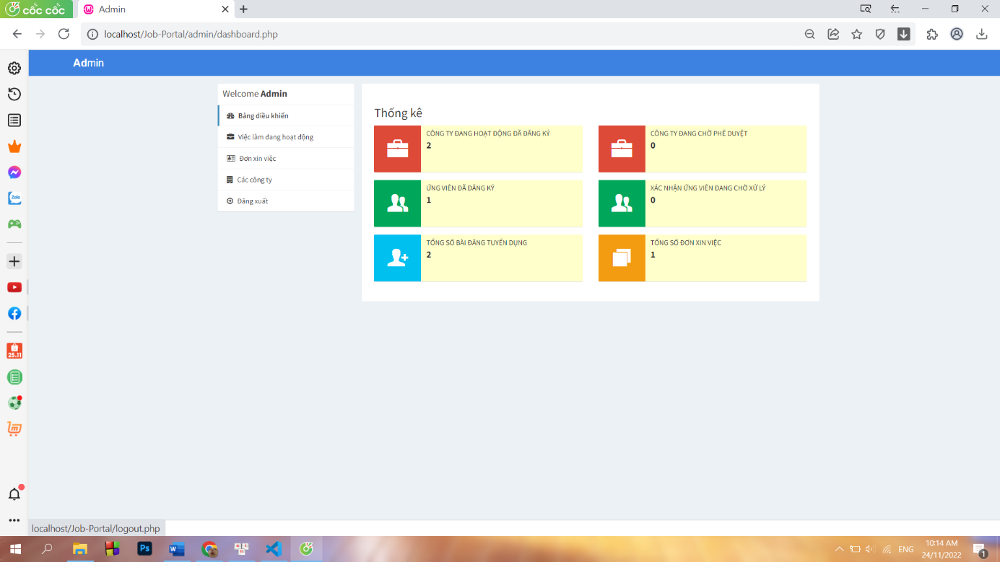 cốc cốc
Admin
localhost/Job-Portal/admin/dashboard.php
Admin
Welcome Admin
Bảng điều khiển
Việc làm đang hoạt động
Đơn xin việc
Các công ty
Đăng xuất
Thống kê
CÔNG TY ĐANG HOẠT ĐỘNG ĐÃ ĐĂNG KÝ
2
CÔNG TY ĐANG CHỜ PHÊ DUYỆT
0
ỨNG VIÊN ĐÃ ĐĂNG KÝ
1
XÁC NHẬN ỨNG VIÊN ĐANG CHỜ XỬ LÝ
0
TỔNG SỐ BÀI ĐĂNG TUYỂN DỤNG
2
TỔNG SỐ ĐƠN XIN VIỆC
1
Zalo
25.11
localhost/Job-Portal/logout.php
Ps
W
ENG
10:14 AM
24/11/2022
1